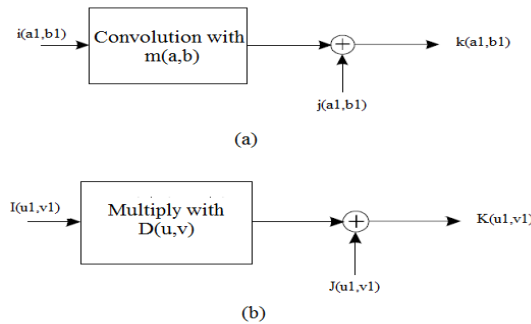 i(a1,b1)
Convolution with
m(a,b)
k(a1,b1)
j(a1,b1)
(a)
I(u1,v1)
Multiply with
D(u,v)
K(u1,v1)
J(u1,v1)
(b)